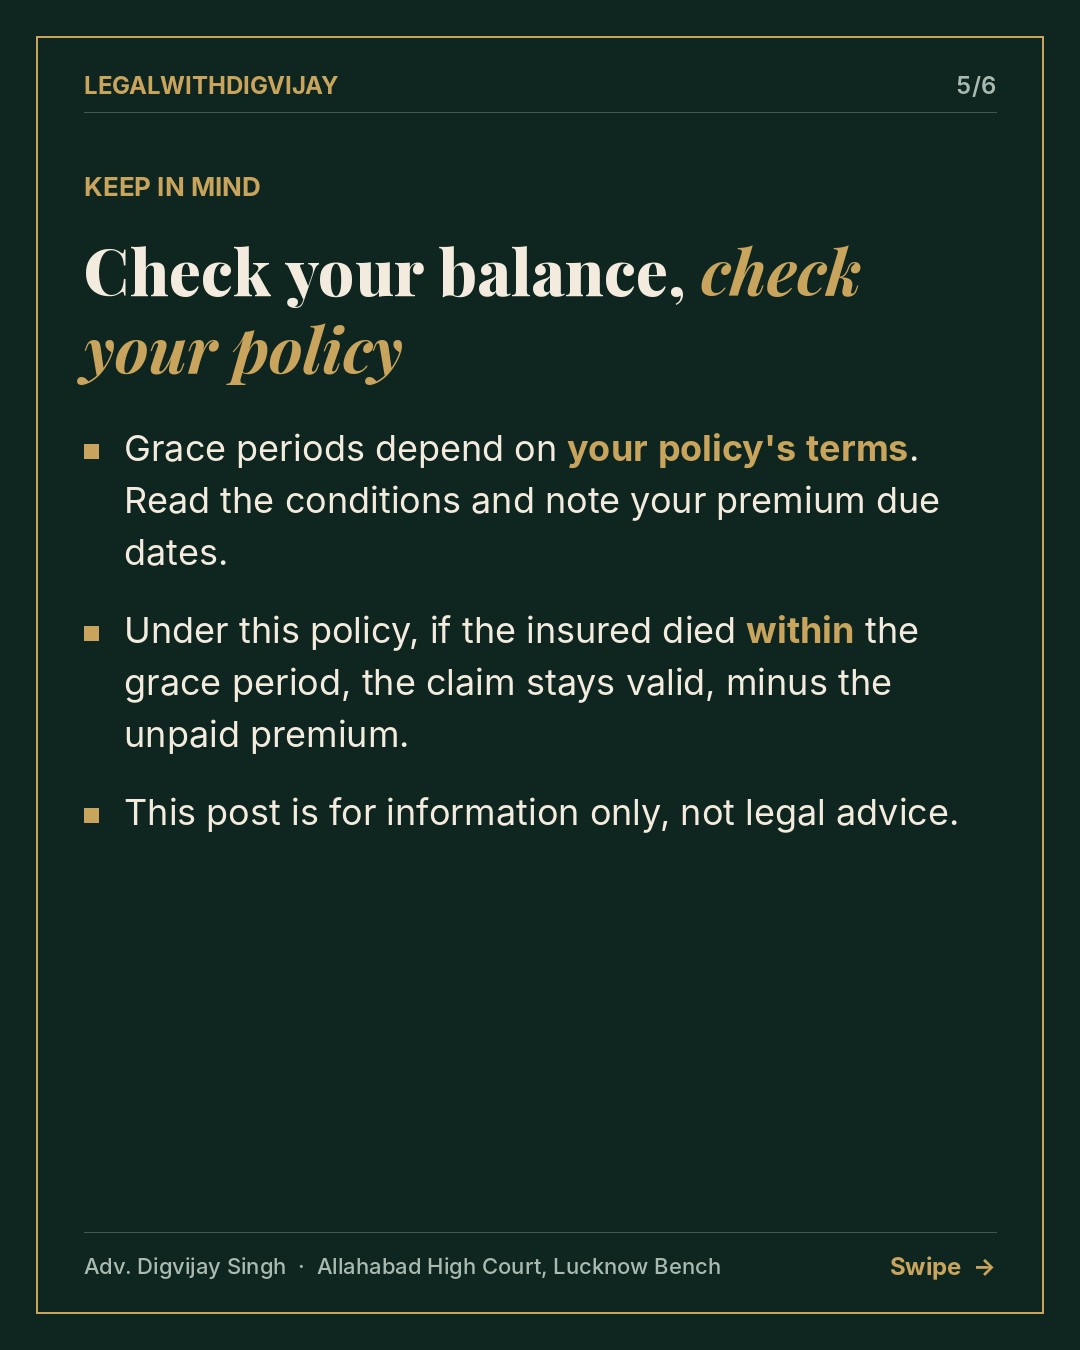 LEGALWITHDIGVIJAY
5/6
KEEP IN MIND
Check your balance, check
your policy
Grace periods depend on your policy's terms.
Read the conditions and note your premium due
dates.
Under this policy, if the insured died within the
grace period, the claim stays valid, minus the
unpaid premium.
This post is for information only, not legal advice.
Adv. Digvijay Singh · Allahabad High Court, Lucknow Bench
Swipe →